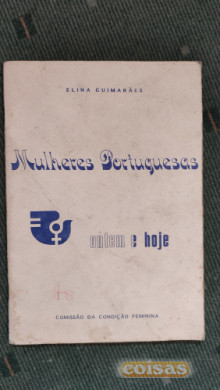 ELINA GUIMARÃES
Mulheres Portuguesas
ontem e hoje
COMISSÃO DA CONDIÇÃO FEMININA
coisas